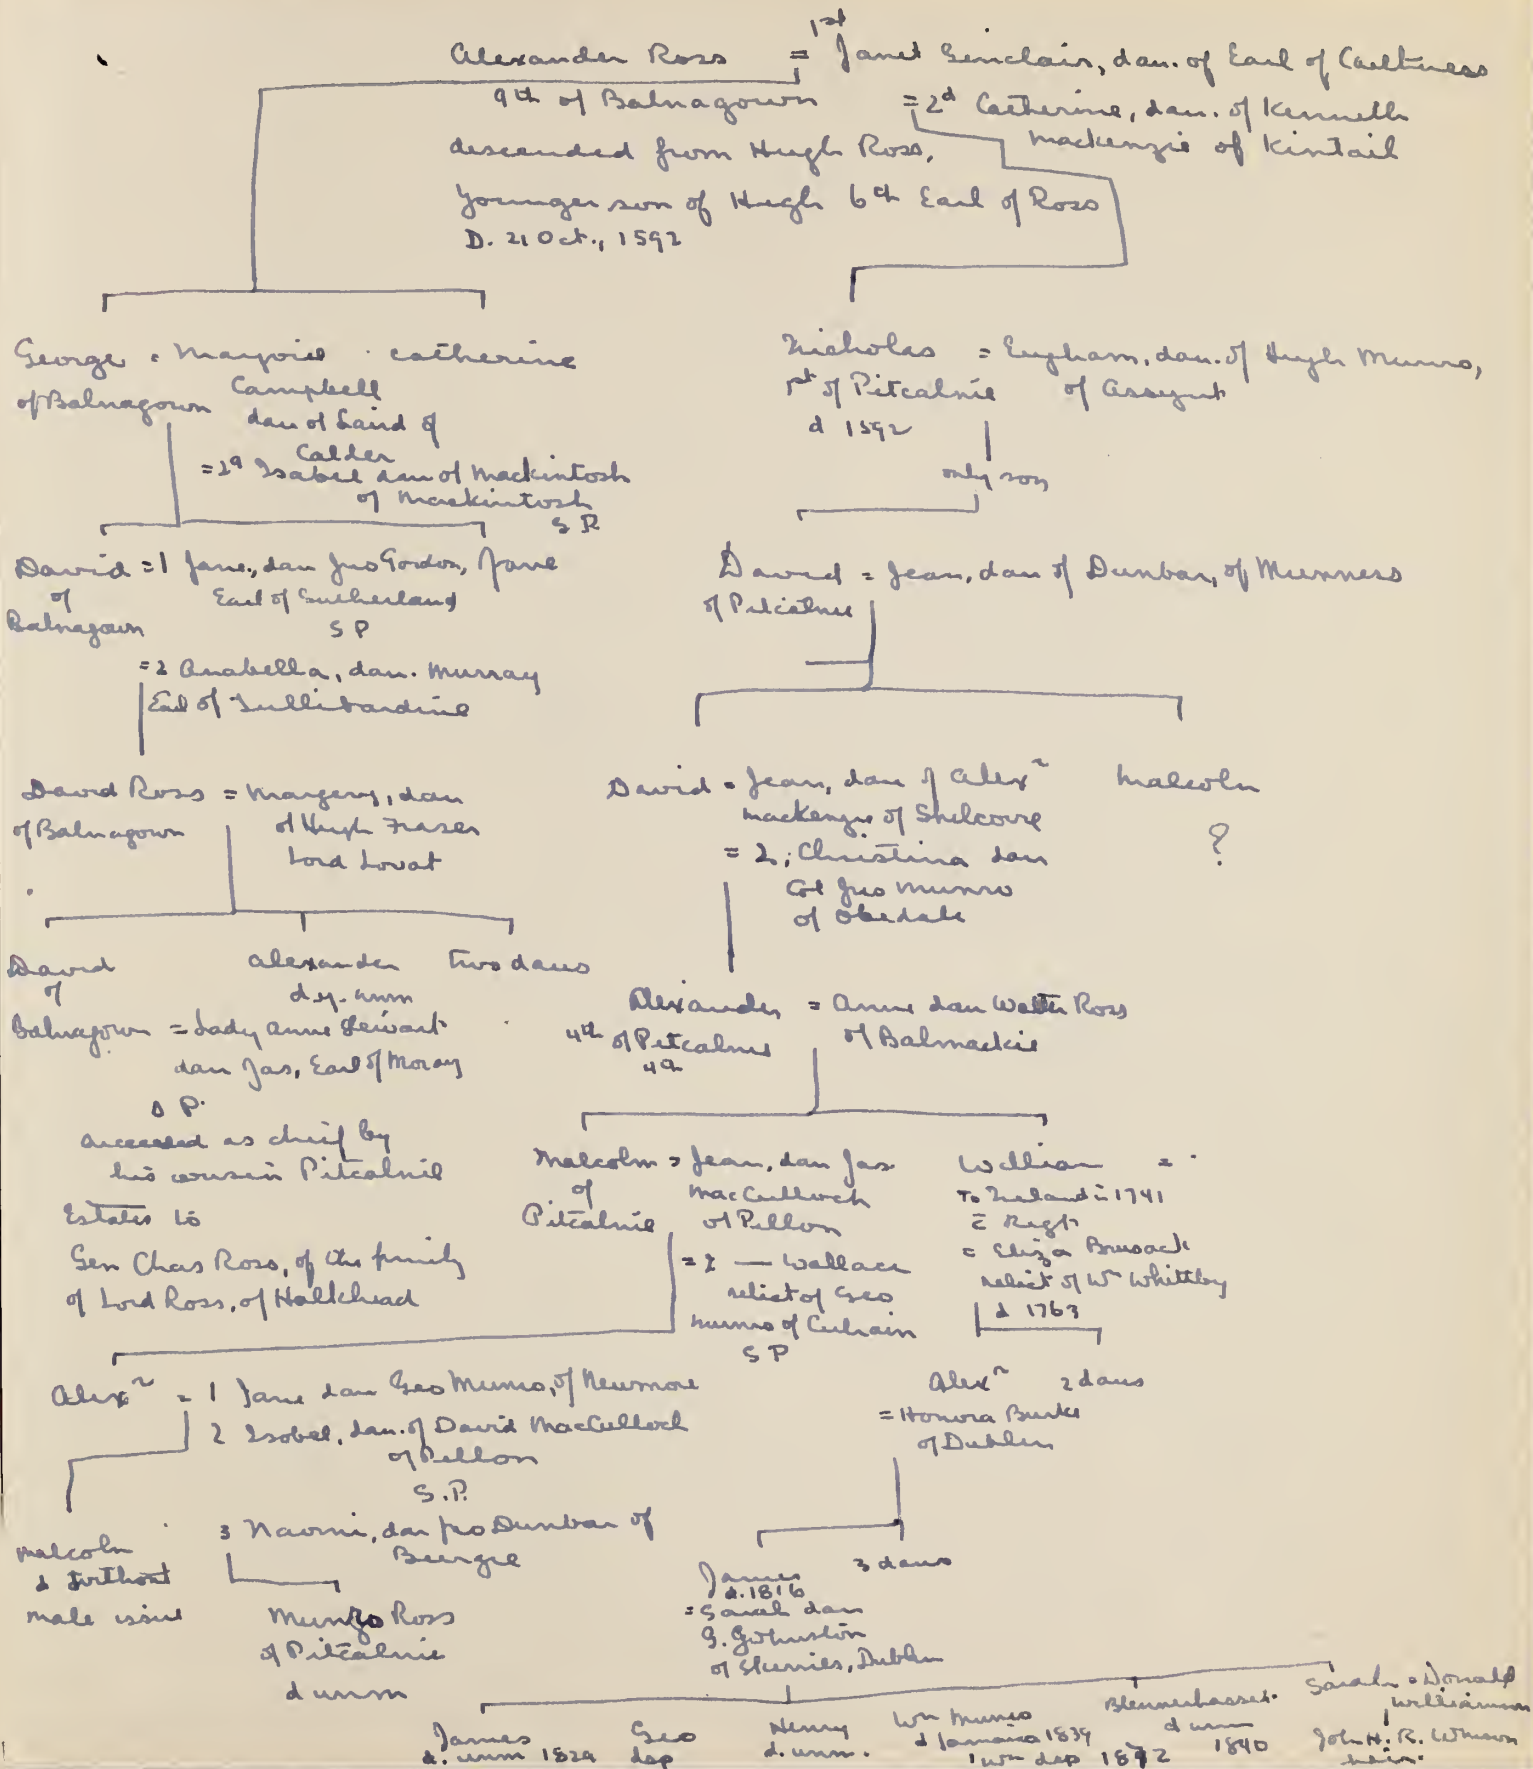 Alexander Ross = 1st Janet Sinclair, dau. of Earl of Caithness
9th of Balnagown = 2d Catherine, dau. of Kenneth
descended from Hugh Ross, Mackenzie of Kintail
younger son of Hugh 6th Earl of Ross
D. 21 Oct., 1592
George = Marjorie Catherine
of Balnagown Campbell
dau of Laird of
Calder
=2d Isabel dau of Mackintosh
of Mackintosh
S P
Nicholas = Eupham, dau. of Hugh Munro,
1st of Pitcalnie of Assynt
d 1592
only son
David =1 Jane, dau Jno Gordon, Jane
of Earl of Sutherland
Balnagown S P
=2 Anabella, dau. Murray
Earl of Tullibardine
David = Jean, dau of Dunbar, of Munness
of Pitcalnie
David Ross = Margery, dau
of Balnagown of Hugh Fraser
Lord Lovat
David = Jean, dau of Alexr Malcolm
Mackenzie of
= 2, Christina dau ?
Col Jno Munro
of Obsdale
David Alexander two daus
of d.y. unm
Balnagown = Lady Anne Stewart
dau Jas, Earl of Moray
S P.
succeeded as chief by
his cousin Pitcalnie
Estates to
Gen Chas Ross, of the family
of Lord Ross, of Halkhead
Alexander = Anne dau Walter Ross
4th of Pitcalnie of Balmackie
4th
Malcolm = Jean, dau Jas
of MacCulloch
Pitcalnie of Pellon
= 2 — Wallace
relict of Geo
Munro of Culrain
S P
William =
To Ireland in 1741
c Regt
= Eliza Brusack
relict of Wm Whittby
d 1763
Alexr = 1 Jane dau Geo Munro, of Newmore
2 Isobel, dau. of David MacCulloch
of Pellon
S.P.
3 Naomi, dau Jno Dunbar of
Burgie
Alexr 2 daus
= Honora Burke
of Dublin
Malcolm
d without
male issue
Mungo Ross
of Pitcalnie
d unm
James 3 daus
d. 1816
= Sarah dau
G. Johnston
of Skerries, Dublin
James
d. unm 1829
Geo
dsp
Henry
d. unm.
Wm Munro
d Jamaica 1839
dsp
Blennerhasset.
d unm
1840
Sarah = Donald
Williamson
John H. R.